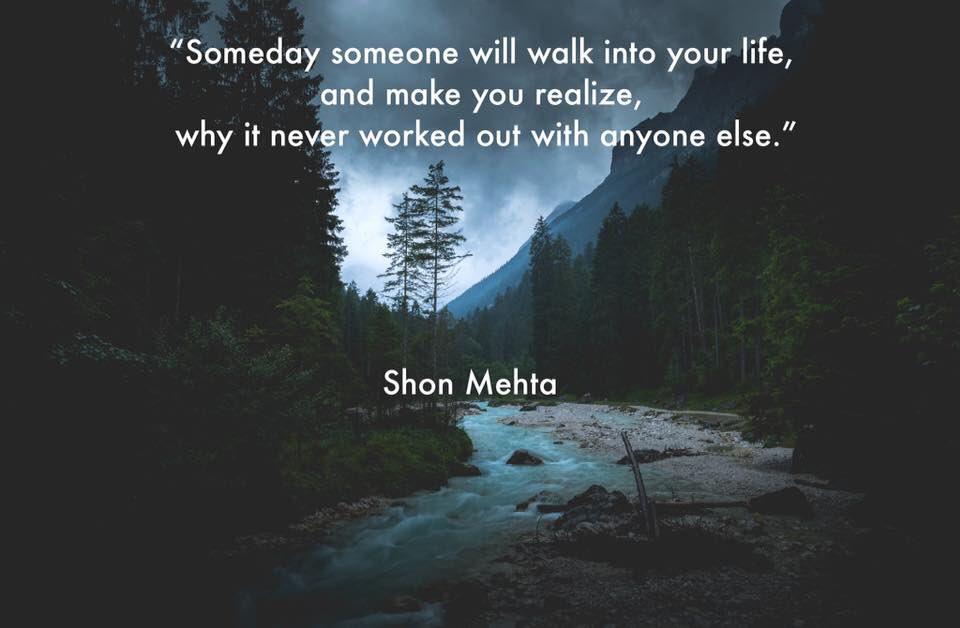 “Someday someone will walk into your life,
and make you realize,
why it never worked out with anyone else.”
Shon Mehta